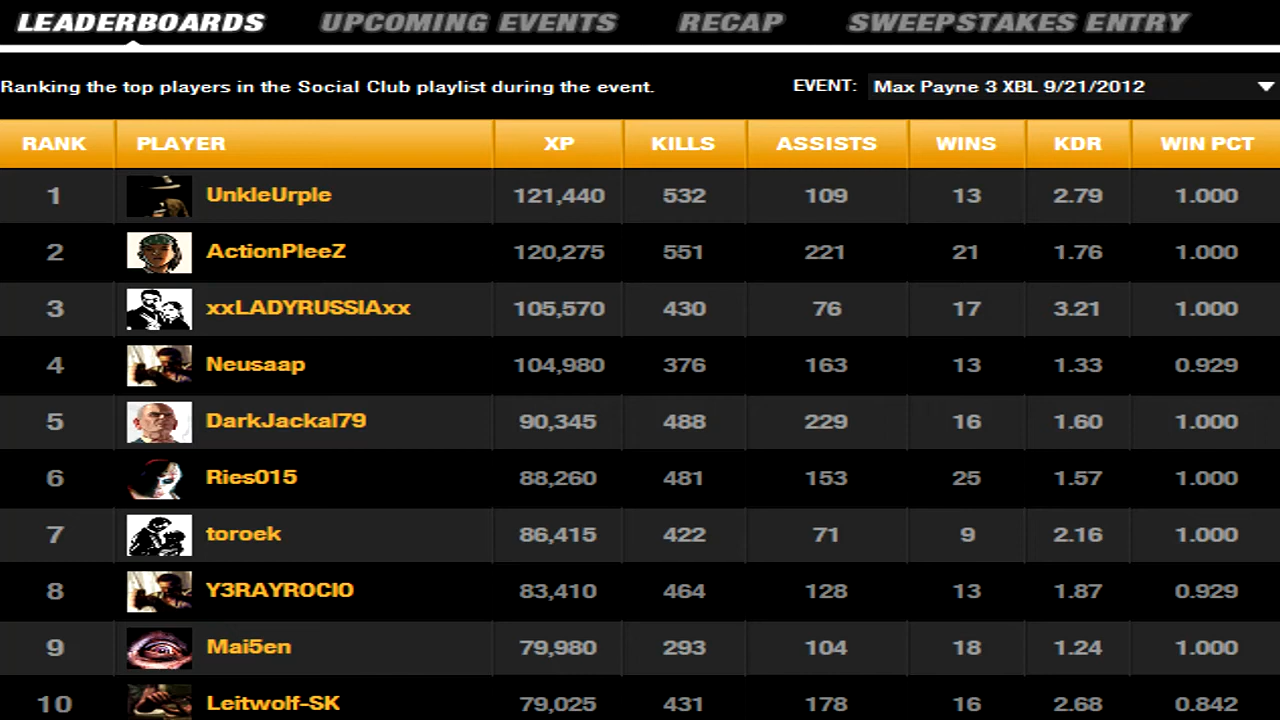 LEADERBOARDS UPCOMING EVENTS RECAP SWEEPSTAKES ENTRY
Ranking the top players in the Social Club playlist during the event. EVENT: Max Payne 3 XBL 9/21/2012
RANK PLAYER XP KILLS ASSISTS WINS KDR WIN PCT
1 UnkleUrple 121,440 532 109 13 2.79 1.000
2 ActionPleeZ 120,275 551 221 21 1.76 1.000
3 xxLADYRUSSIAxx 105,570 430 76 17 3.21 1.000
4 Neusaap 104,980 376 163 13 1.33 0.929
5 DarkJackal79 90,345 488 229 16 1.60 1.000
6 Ries015 88,260 481 153 25 1.57 1.000
7 toroek 86,415 422 71 9 2.16 1.000
8 Y3RAYROCIO 83,410 464 128 13 1.87 0.929
9 Mai5en 79,980 293 104 18 1.24 1.000
10 Leitwolf-SK 79,025 431 178 16 2.68 0.842